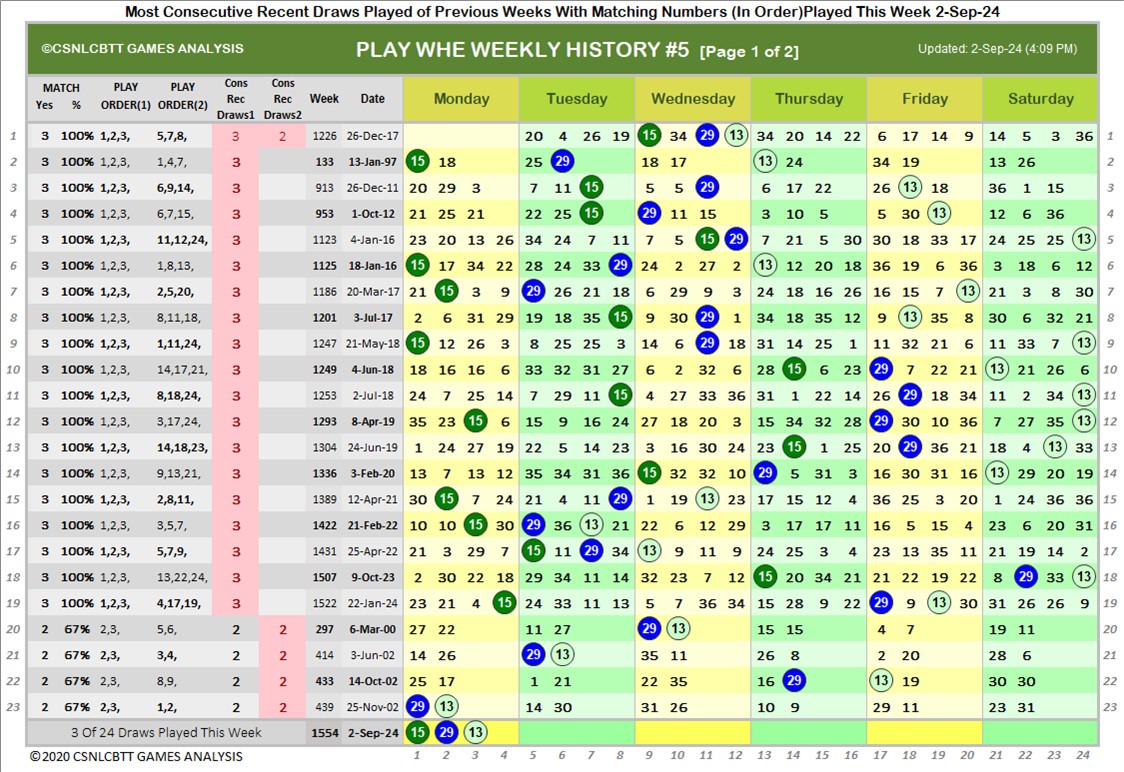 Most Consecutive Recent Draws Played of Previous Weeks With Matching Numbers (In Order)Played This Week 2-Sep-24
©CSNLCBTT GAMES ANALYSIS PLAY WHE WEEKLY HISTORY #5 [Page 1 of 2] Updated: 2-Sep-24 (4:09 PM)
MATCH PLAY PLAY Cons Cons
Yes % ORDER(1) ORDER(2) Rec Rec Week Date Monday Tuesday Wednesday Thursday Friday Saturday
Draws1 Draws2
1 3 100% 1,2,3, 5,7,8, 3 2 1226 26-Dec-17 20 4 26 19 15 34 29 13 34 20 14 22 6 17 14 9 14 5 3 36 1
2 3 100% 1,2,3, 1,4,7, 3 133 13-Jan-97 15 18 25 29 18 17 13 24 34 19 13 26 2
3 3 100% 1,2,3, 6,9,14, 3 913 26-Dec-11 20 29 3 7 11 15 5 5 29 6 17 22 26 13 18 36 1 15 3
4 3 100% 1,2,3, 6,7,15, 3 953 1-Oct-12 21 25 21 22 25 15 29 11 15 3 10 5 5 30 13 12 6 36 4
5 3 100% 1,2,3, 11,12,24, 3 1123 4-Jan-16 23 20 13 26 34 24 7 11 7 5 15 29 7 21 5 30 30 18 33 17 24 25 25 13 5
6 3 100% 1,2,3, 1,8,13, 3 1125 18-Jan-16 15 17 34 22 28 24 33 29 24 2 27 2 13 12 20 18 36 19 6 36 3 18 6 12 6
7 3 100% 1,2,3, 2,5,20, 3 1186 20-Mar-17 21 15 3 9 29 26 21 18 6 29 9 3 24 18 16 26 16 15 7 13 21 3 8 30 7
8 3 100% 1,2,3, 8,11,18, 3 1201 3-Jul-17 2 6 31 29 19 18 35 15 9 30 29 1 34 18 35 12 9 13 35 8 30 6 32 21 8
9 3 100% 1,2,3, 1,11,24, 3 1247 21-May-18 15 12 26 3 8 25 25 3 14 6 29 18 31 14 25 1 11 32 21 6 11 33 7 13 9
10 3 100% 1,2,3, 14,17,21, 3 1249 4-Jun-18 18 16 16 6 33 32 31 27 6 2 32 6 28 15 6 23 29 7 22 21 13 21 26 6 10
11 3 100% 1,2,3, 8,18,24, 3 1253 2-Jul-18 24 7 25 14 7 29 11 15 4 27 33 36 31 1 22 14 26 29 18 34 11 2 34 13 11
12 3 100% 1,2,3, 3,17,24, 3 1293 8-Apr-19 35 23 15 6 15 9 16 24 27 18 20 3 15 34 32 28 29 30 10 36 7 27 35 13 12
13 3 100% 1,2,3, 14,18,23, 3 1304 24-Jun-19 1 24 27 19 22 5 14 23 3 16 30 24 23 15 1 25 20 29 36 21 18 4 13 33 13
14 3 100% 1,2,3, 9,13,21, 3 1336 3-Feb-20 13 7 13 12 35 34 31 36 15 32 32 10 29 5 31 3 16 30 31 16 13 29 20 19 14
15 3 100% 1,2,3, 2,8,11, 3 1389 12-Apr-21 30 15 7 24 21 4 11 29 1 19 13 23 17 15 12 4 36 25 3 20 1 24 36 36 15
16 3 100% 1,2,3, 3,5,7, 3 1422 21-Feb-22 10 10 15 30 29 36 13 21 22 6 12 29 3 17 17 11 16 5 15 4 23 6 20 31 16
17 3 100% 1,2,3, 5,7,9, 3 1431 25-Apr-22 21 3 29 7 15 11 29 34 13 9 11 9 24 25 3 4 23 13 35 11 21 19 14 2 17
18 3 100% 1,2,3, 13,22,24, 3 1507 9-Oct-23 2 30 22 18 29 34 11 14 32 23 7 12 15 20 34 21 21 22 19 22 8 29 33 13 18
19 3 100% 1,2,3, 4,17,19, 3 1522 22-Jan-24 23 21 4 15 24 33 11 13 5 7 36 34 15 28 9 22 29 9 13 30 31 26 26 9 19
20 2 67% 2,3, 5,6, 2 2 297 6-Mar-00 27 22 11 27 29 13 15 15 4 7 19 11 20
21 2 67% 2,3, 3,4, 2 2 414 3-Jun-02 14 26 29 13 35 11 26 8 2 20 28 6 21
22 2 67% 2,3, 8,9, 2 2 433 14-Oct-02 25 17 1 21 22 35 16 29 13 19 30 30 22
23 2 67% 2,3, 1,2, 2 2 439 25-Nov-02 29 13 14 30 31 26 10 9 29 11 23 31 23
3 Of 24 Draws Played This Week 1554 2-Sep-24 15 29 13
©2020 CSNLCBTT GAMES ANALYSIS 1 2 3 4 5 6 7 8 9 10 11 12 13 14 15 16 17 18 19 20 21 22 23 24